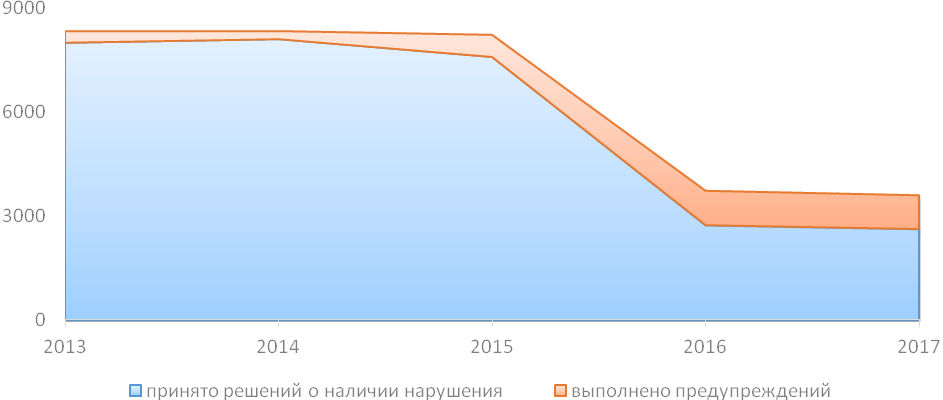 9000
6000
3000
0
2013 2014 2015 2016 2017
принято решений о наличии нарушения выполнено предупреждений